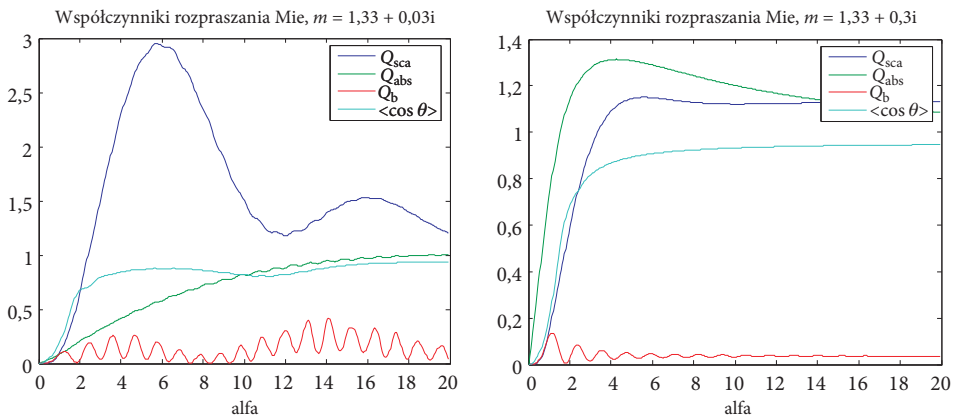 Współczynniki rozpraszania Mie, m = 1,33 + 0,03i
3
2,5
2
1,5
1
0,5
0
0 2 4 6 8 10 12 14 16 18 20
alfa
Qsca
Qabs
Qb
<cos θ>
Współczynniki rozpraszania Mie, m = 1,33 + 0,3i
1,4
1,2
1
0,8
0,6
0,4
0,2
0
0 2 4 6 8 10 12 14 16 18 20
alfa
Qsca
Qabs
Qb
<cos θ>